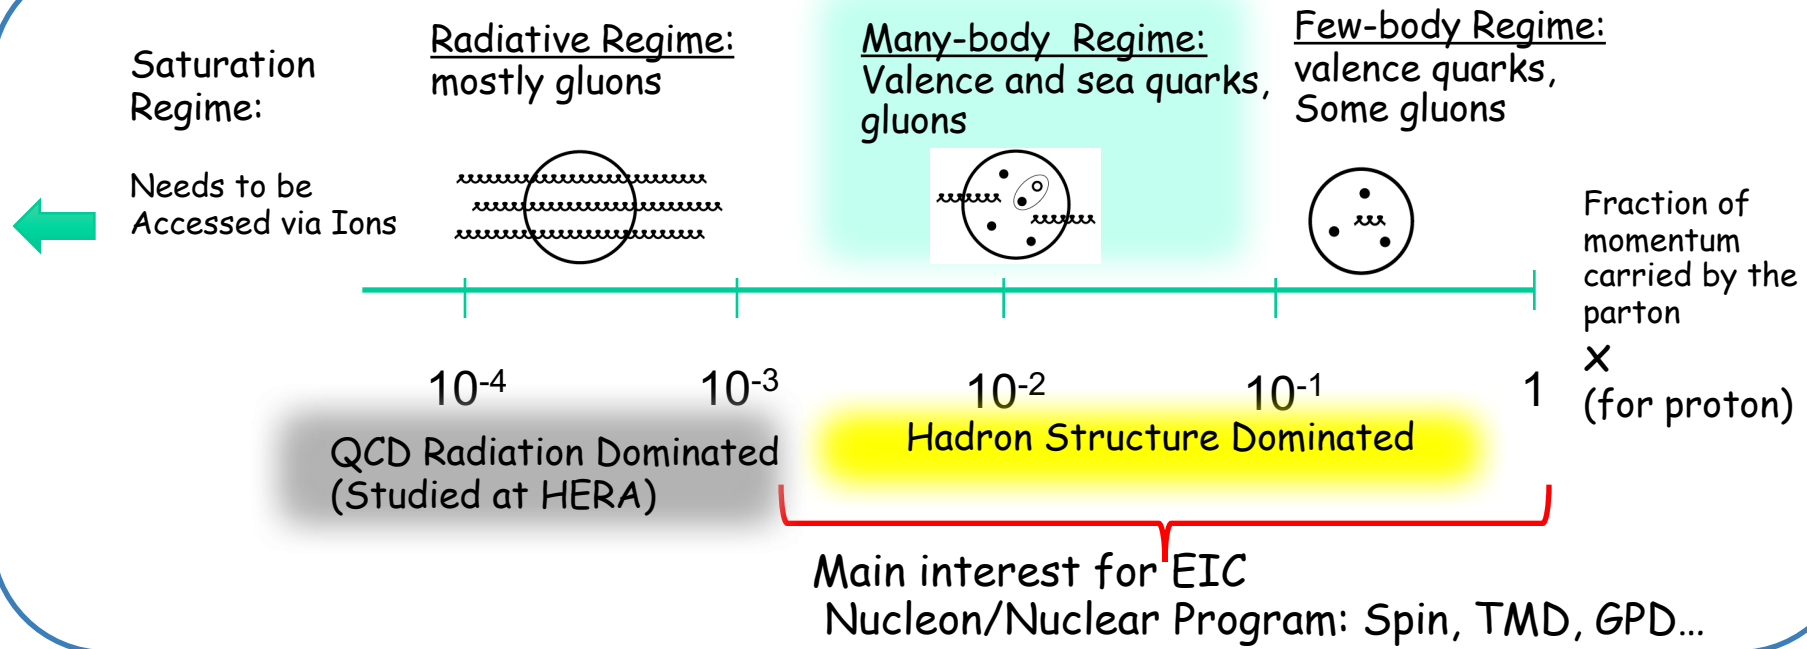 Saturation
Regime:
Needs to be
Accessed via Ions
Radiative Regime:
mostly gluons
Many-body Regime:
Valence and sea quarks,
gluons
Few-body Regime:
valence quarks,
Some gluons
Fraction of
momentum
carried by the
parton
x
(for proton)
10⁻⁴
10⁻³
10⁻²
10⁻¹
1
QCD Radiation Dominated
(Studied at HERA)
Hadron Structure Dominated
Main interest for EIC
Nucleon/Nuclear Program: Spin, TMD, GPD…